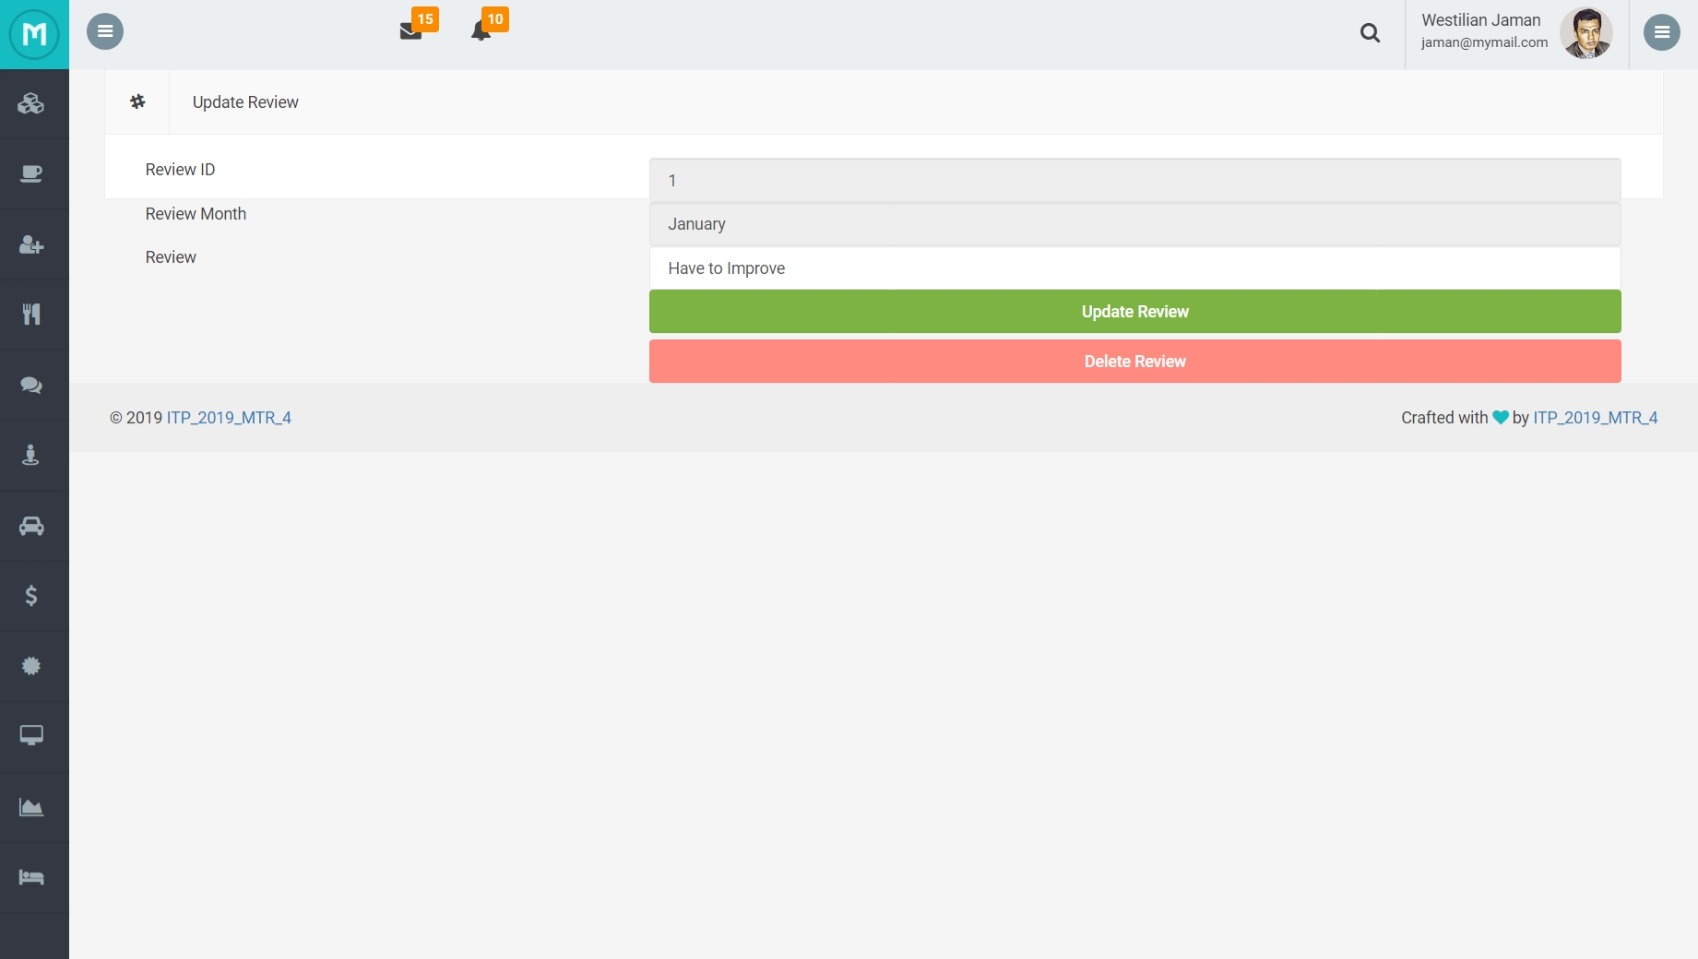 M
15
10
Westilian Jaman
jaman@mymail.com
Update Review
Review ID
1
Review Month
January
Review
Have to Improve
Update Review
Delete Review
© 2019 ITP_2019_MTR_4
Crafted with by ITP_2019_MTR_4